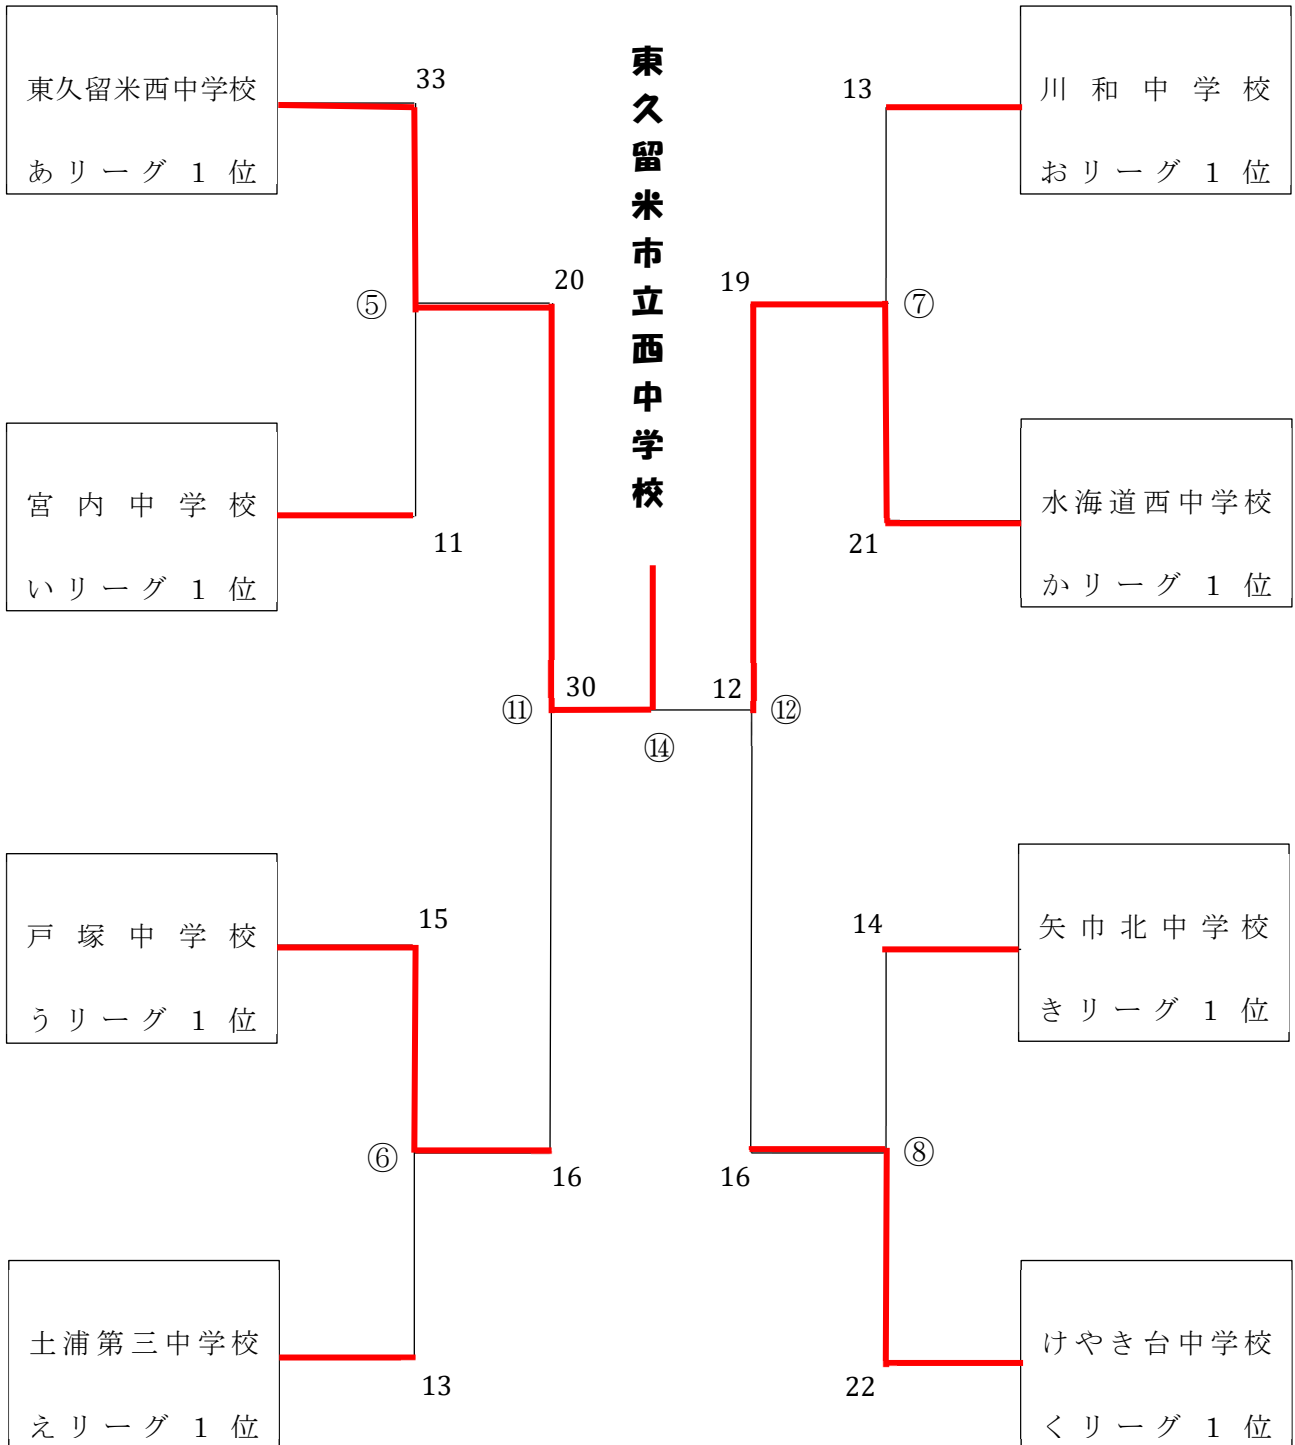 東久留米西中学校
あリーグ 1 位
33
⑤
20
宮内中学校
いリーグ 1 位
11
戸塚中学校
うリーグ 1 位
15
⑥
16
土浦第三中学校
えリーグ 1 位
13
東久留米市立西中学校
⑪
30
⑭
12
⑫
13
川和中学校
おリーグ 1 位
19
⑦
21
水海道西中学校
かリーグ 1 位
14
矢巾北中学校
きリーグ 1 位
16
⑧
22
けやき台中学校
くリーグ 1 位